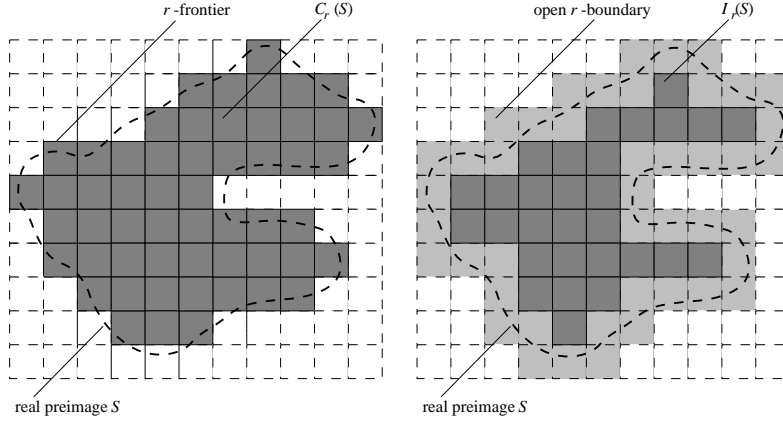 r -frontier
C_r (S)
open r -boundary
I_r(S)
real preimage S
real preimage S